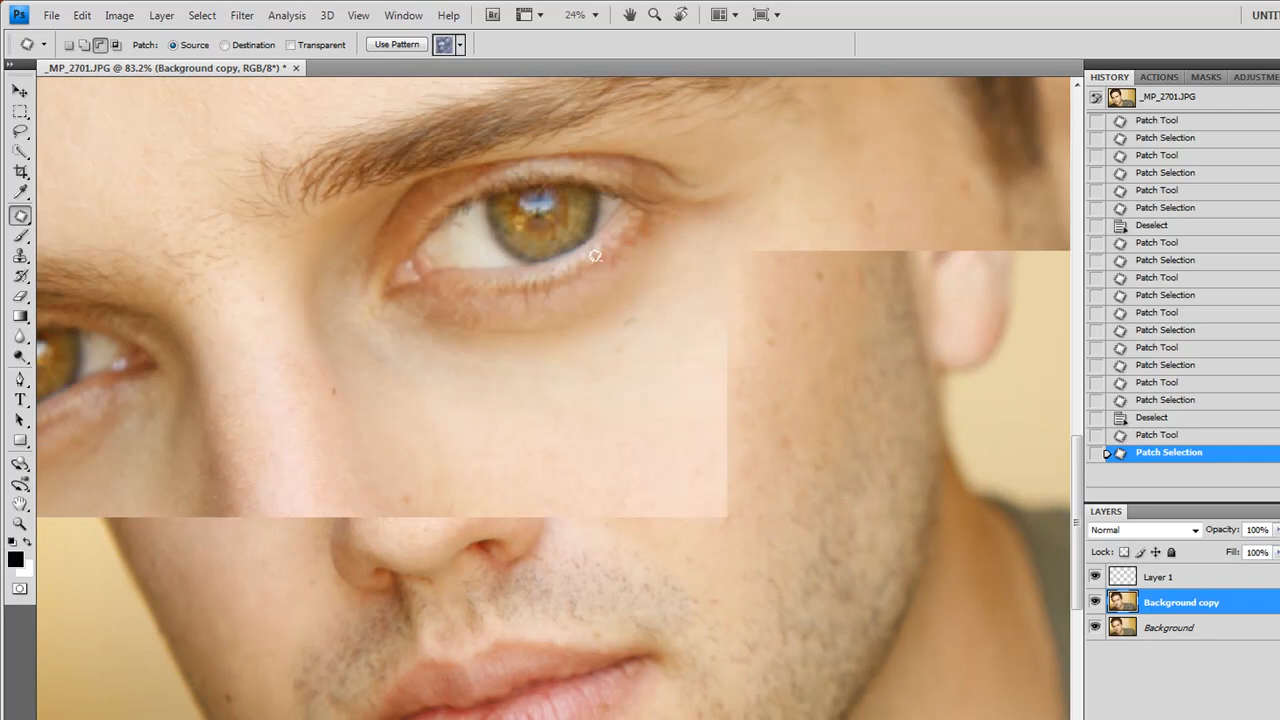 Ps File Edit Image Layer Select Filter Analysis 3D View Window Help Br 24% UNTI
Patch: Source Destination Transparent Use Pattern
_MP_2701.JPG @ 83.2% (Background copy, RGB/8*) * ×
HISTORY ACTIONS MASKS ADJUSTME
_MP_2701.JPG
Patch Tool
Patch Selection
Patch Tool
Patch Selection
Patch Tool
Patch Selection
Deselect
Patch Tool
Patch Selection
Patch Tool
Patch Selection
Patch Tool
Patch Selection
Patch Tool
Patch Selection
Patch Tool
Patch Selection
Deselect
Patch Tool
Patch Selection
LAYERS
Normal Opacity: 100%
Lock: Fill: 100%
Layer 1
Background copy
Background